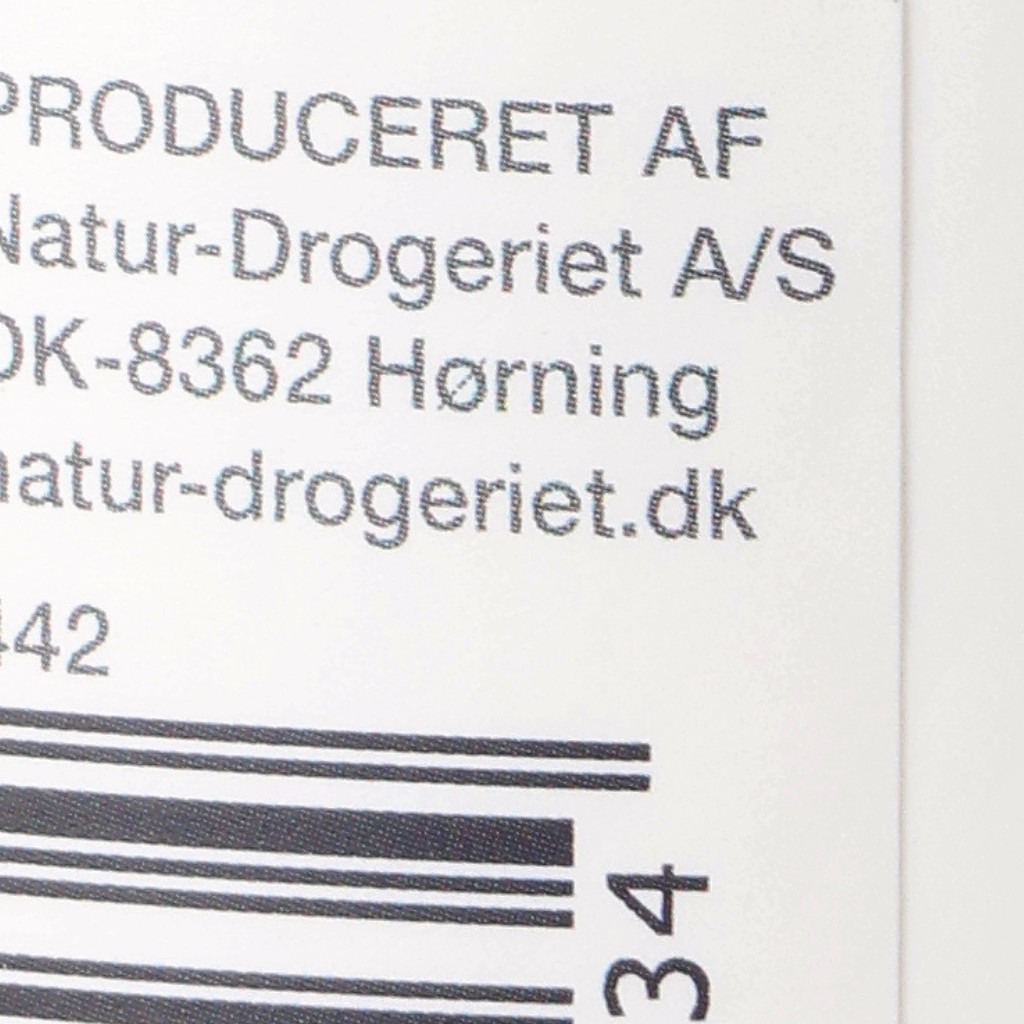 PRODUCERET AF
Natur-Drogeriet A/S
DK-8362 Hørning
natur-drogeriet.dk
442
34